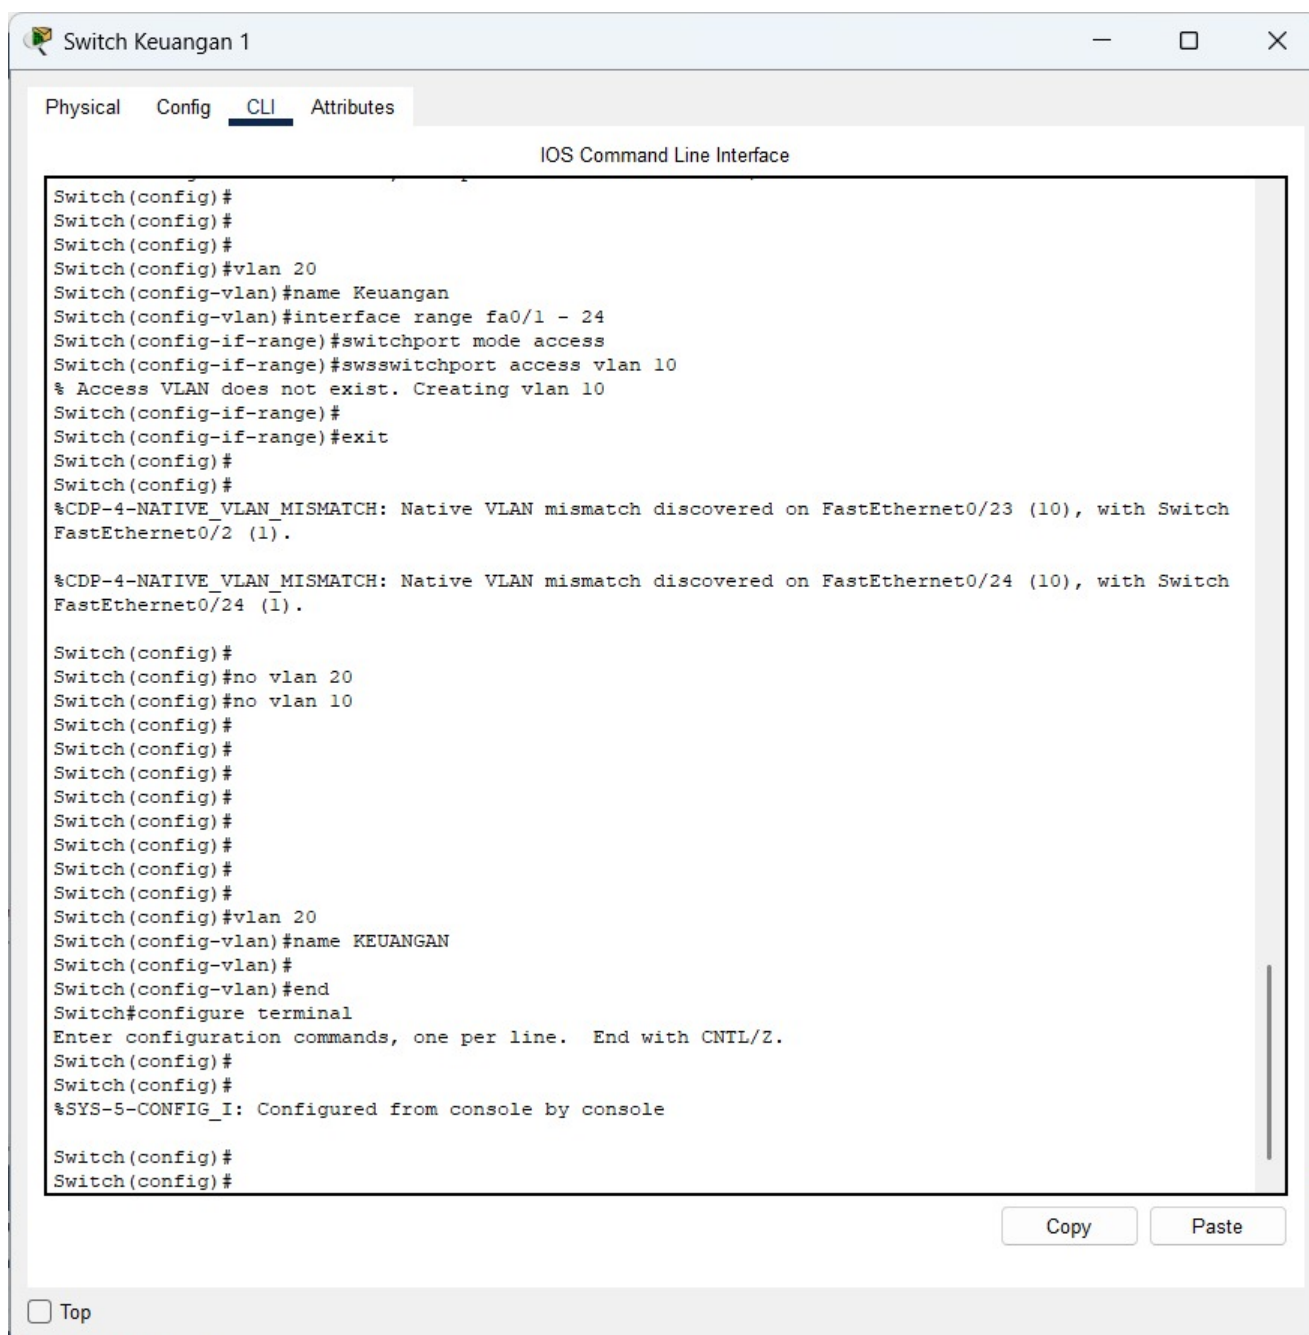 Switch Keuangan 1
Physical Config CLI Attributes
IOS Command Line Interface
Switch(config)#
Switch(config)#
Switch(config)#
Switch(config)#vlan 20
Switch(config-vlan)#name Keuangan
Switch(config-vlan)#interface range fa0/1 - 24
Switch(config-if-range)#switchport mode access
Switch(config-if-range)#swsswitchport access vlan 10
% Access VLAN does not exist. Creating vlan 10
Switch(config-if-range)#
Switch(config-if-range)#exit
Switch(config)#
Switch(config)#
%CDP-4-NATIVE_VLAN_MISMATCH: Native VLAN mismatch discovered on FastEthernet0/23 (10), with Switch
FastEthernet0/2 (1).
%CDP-4-NATIVE_VLAN_MISMATCH: Native VLAN mismatch discovered on FastEthernet0/24 (10), with Switch
FastEthernet0/24 (1).
Switch(config)#
Switch(config)#no vlan 20
Switch(config)#no vlan 10
Switch(config)#
Switch(config)#
Switch(config)#
Switch(config)#
Switch(config)#
Switch(config)#
Switch(config)#
Switch(config)#
Switch(config)#vlan 20
Switch(config-vlan)#name KEUANGAN
Switch(config-vlan)#
Switch(config-vlan)#end
Switch#configure terminal
Enter configuration commands, one per line.  End with CNTL/Z.
Switch(config)#
Switch(config)#
%SYS-5-CONFIG_I: Configured from console by console
Switch(config)#
Switch(config)#
Copy Paste
Top